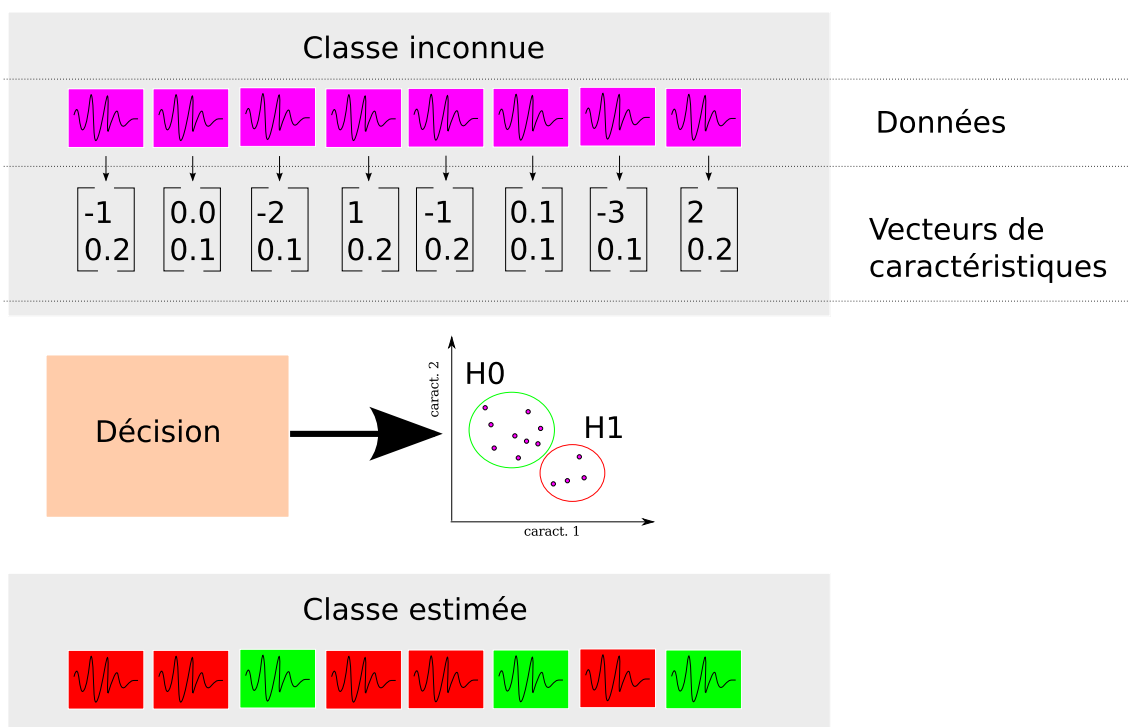 Classe inconnue
Données
-1 0.0 -2 1 -1 0.1 -3 2
0.2 0.1 0.1 0.2 0.2 0.1 0.1 0.2
Vecteurs de
caractéristiques
Décision
caract. 2
H0
H1
caract. 1
Classe estimée